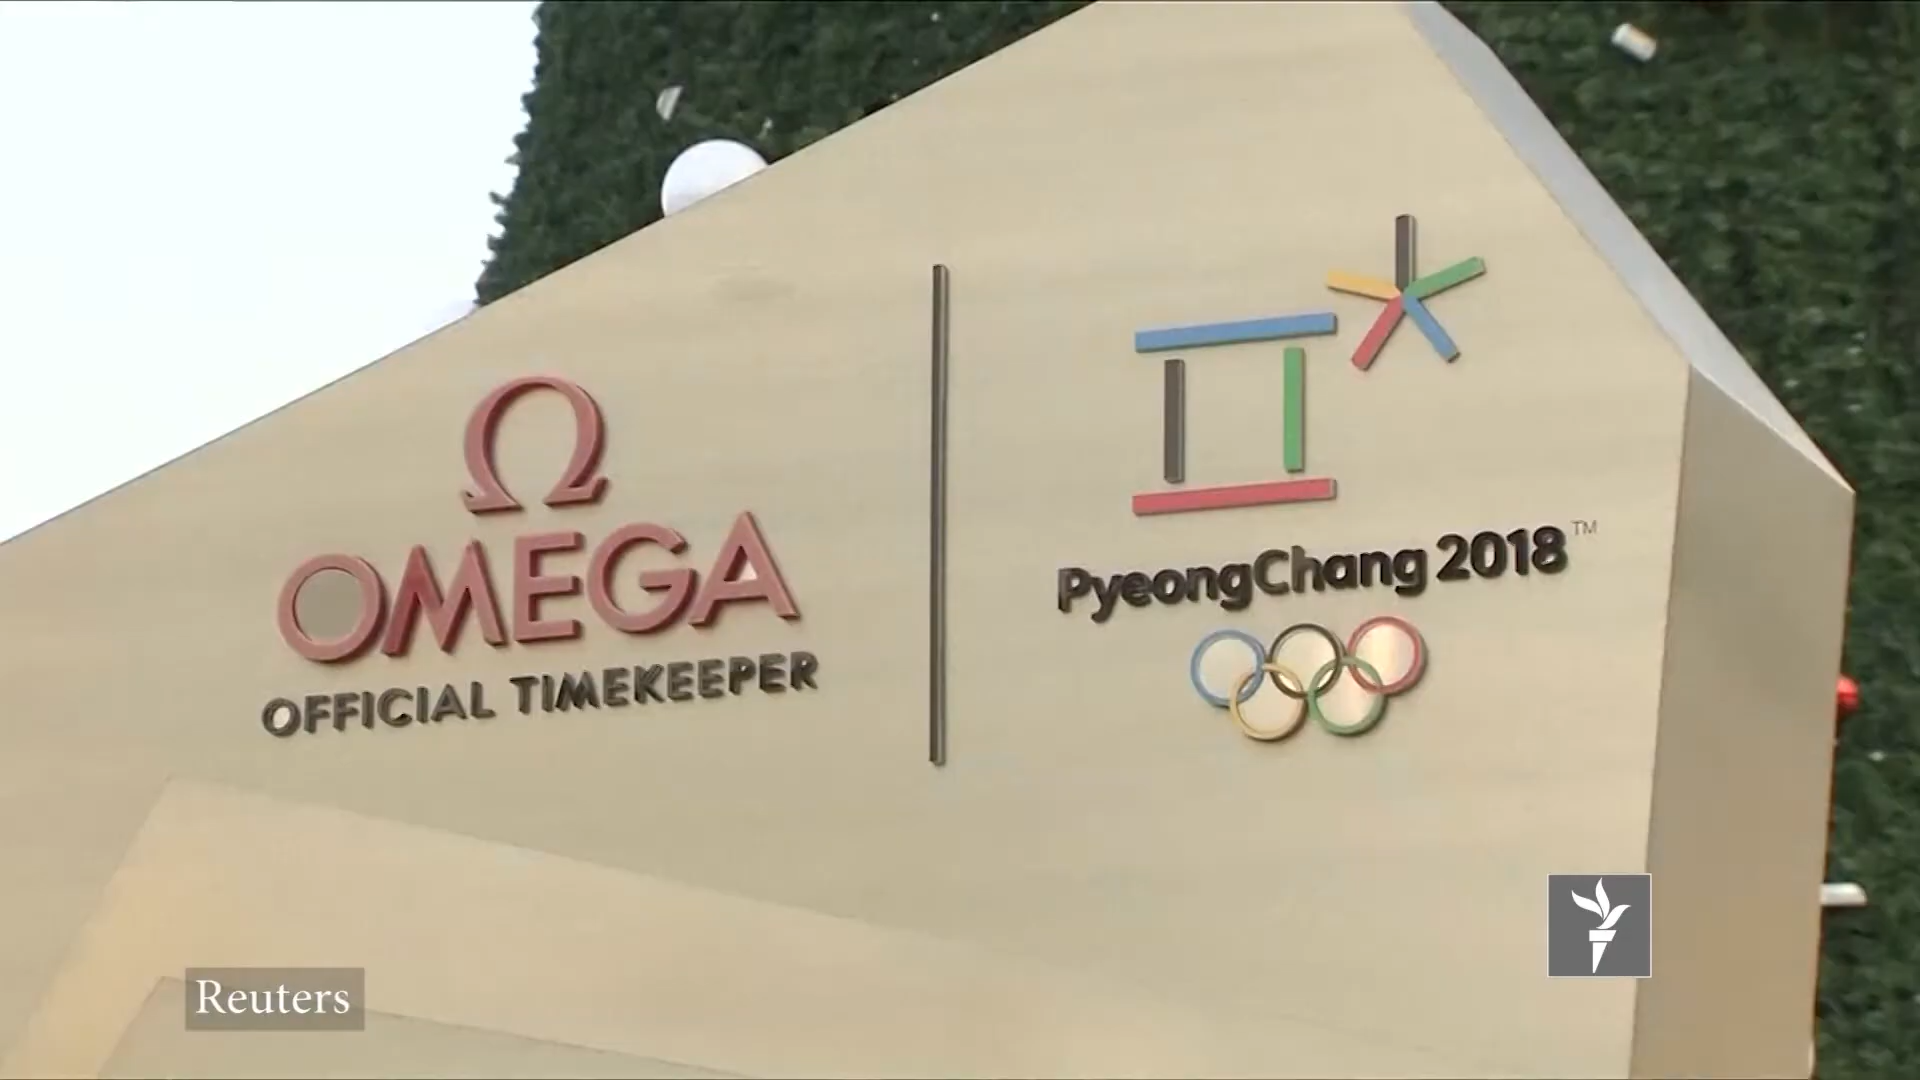 Ω
OMEGA
OFFICIAL TIMEKEEPER
PyeongChang 2018™
Reuters